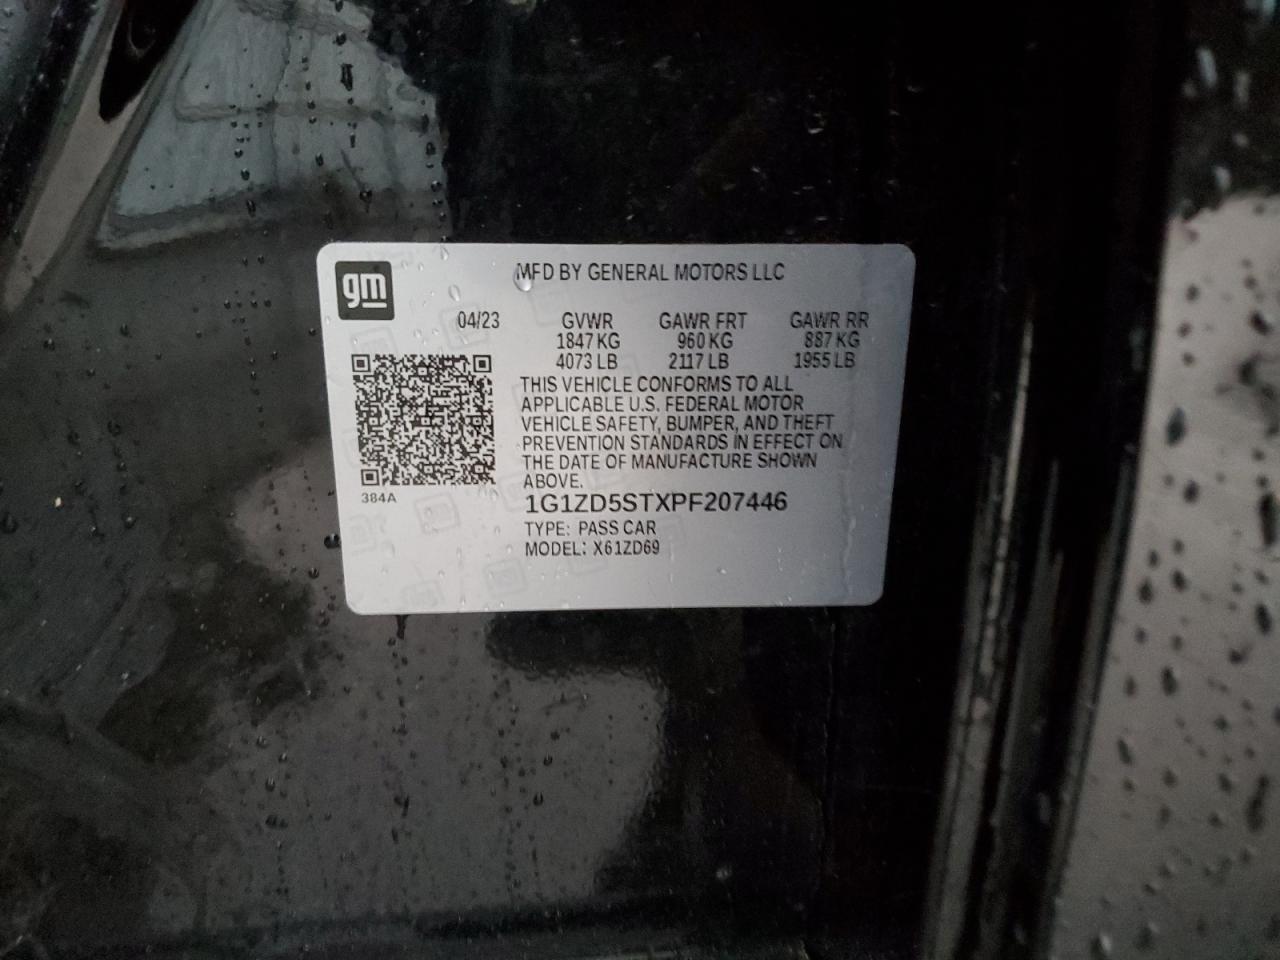 gm
MFD BY GENERAL MOTORS LLC
04/23 GVWR GAWR FRT GAWR RR
1847 KG 960 KG 887 KG
4073 LB 2117 LB 1955 LB
THIS VEHICLE CONFORMS TO ALL
APPLICABLE U.S. FEDERAL MOTOR
VEHICLE SAFETY, BUMPER, AND THEFT
PREVENTION STANDARDS IN EFFECT ON
THE DATE OF MANUFACTURE SHOWN
ABOVE.
384A
1G1ZD5STXPF207446
TYPE: PASS CAR
MODEL: X61ZD69